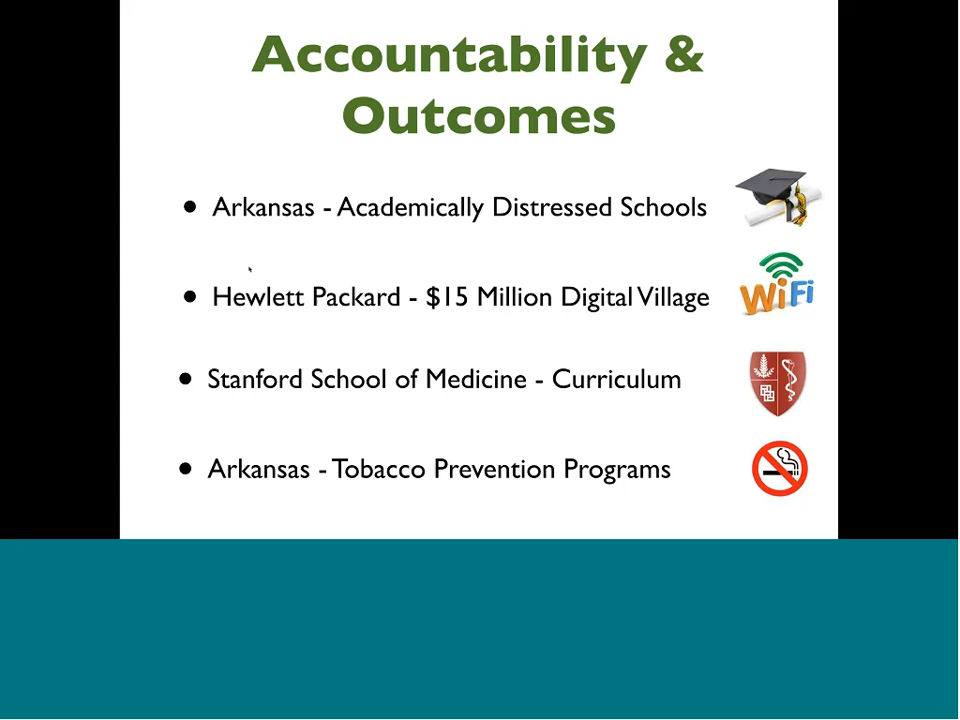 Accountability &
Outcomes
• Arkansas - Academically Distressed Schools
• Hewlett Packard - $15 Million Digital Village
WiFi
• Stanford School of Medicine - Curriculum
• Arkansas - Tobacco Prevention Programs